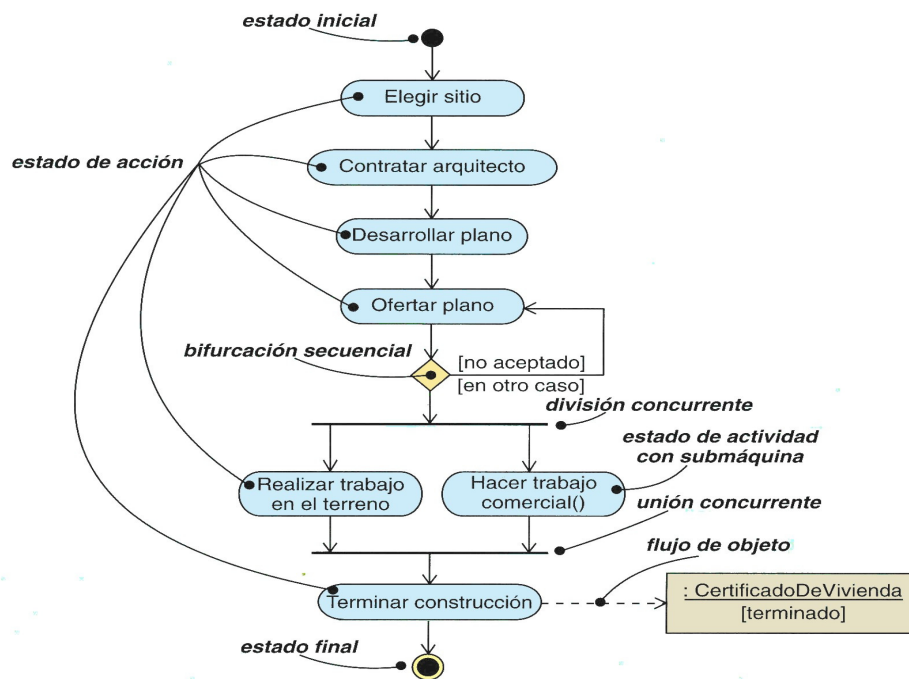 estado inicial
Elegir sitio
estado de acción
Contratar arquitecto
Desarrollar plano
Ofertar plano
bifurcación secuencial
[no aceptado]
[en otro caso]
división concurrente
estado de actividad
con submáquina
Realizar trabajo
en el terreno
Hacer trabajo
comercial()
unión concurrente
flujo de objeto
Terminar construcción
: CertificadoDeVivienda
[terminado]
estado final